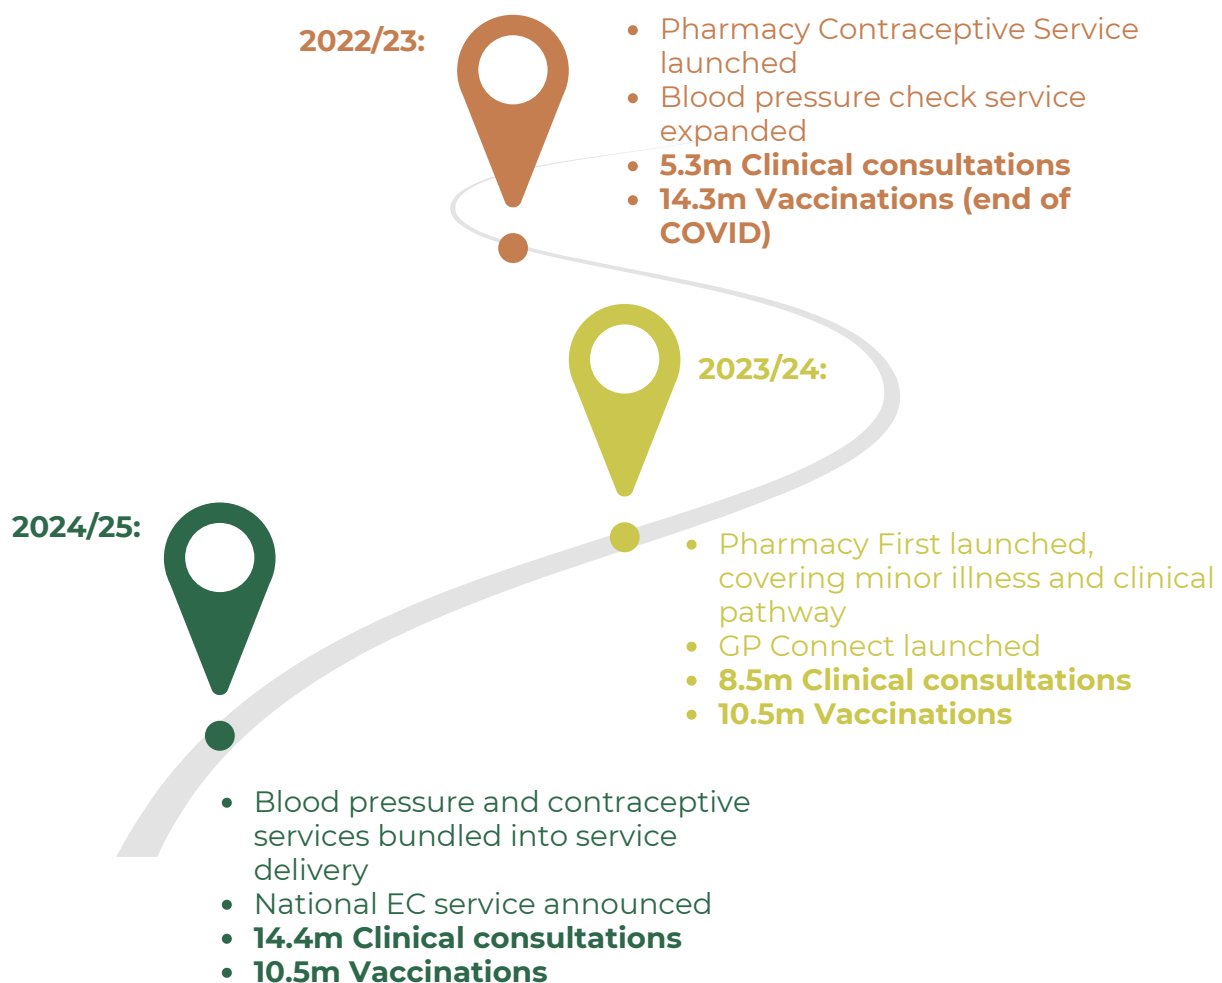 2022/23:
• Pharmacy Contraceptive Service
launched
• Blood pressure check service
expanded
• 5.3m Clinical consultations
• 14.3m Vaccinations (end of
COVID)
2023/24:
• Pharmacy First launched,
covering minor illness and clinical
pathway
• GP Connect launched
• 8.5m Clinical consultations
• 10.5m Vaccinations
2024/25:
• Blood pressure and contraceptive
services bundled into service
delivery
• National EC service announced
• 14.4m Clinical consultations
• 10.5m Vaccinations